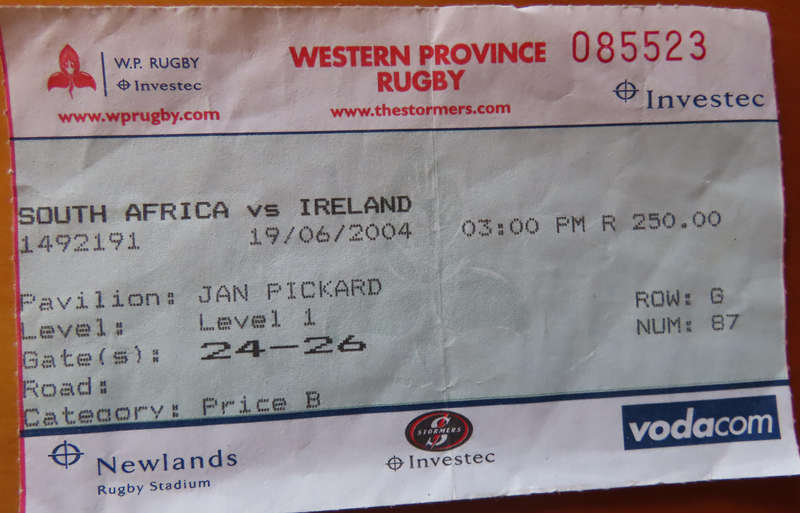 W.P. RUGBY
Investec
www.wprugby.com
WESTERN PROVINCE
RUGBY
www.thestormers.com
085523
Investec
SOUTH AFRICA vs IRELAND
1492191 19/06/2004 03:00 PM R 250.00
Pavilion: JAN PICKARD
Level: Level 1
Gate(s): 24-26
Road:
Category: Price B
ROW: G
NUM: 87
Newlands
Rugby Stadium
STORMERS
S
Investec
vodacom